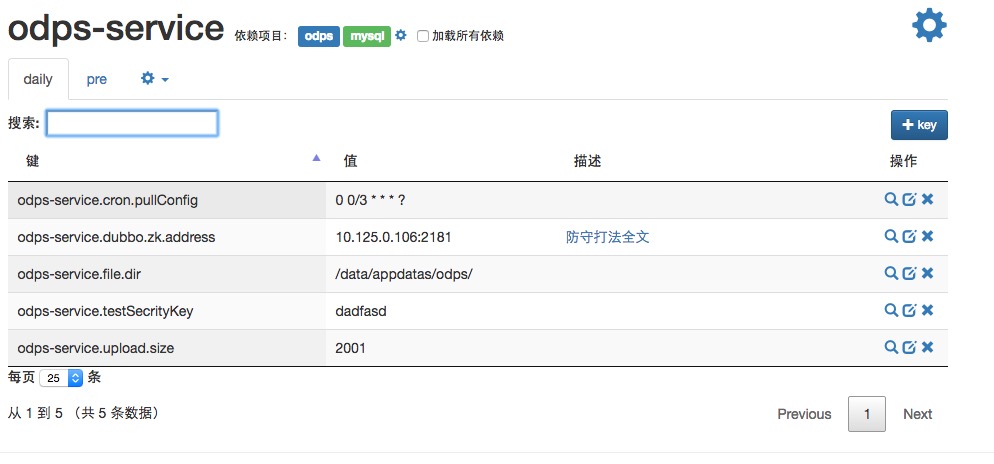 odps-service 依赖项目： odps mysql 加载所有依赖
daily pre
搜索:
+ key
键 值 描述 操作
odps-service.cron.pullConfig 0 0/3 * * * ?
odps-service.dubbo.zk.address 10.125.0.106:2181 防守打法全文
odps-service.file.dir /data/appdatas/odps/
odps-service.testSecrityKey dadfasd
odps-service.upload.size 2001
每页 25 条
从 1 到 5 （共 5 条数据） Previous 1 Next